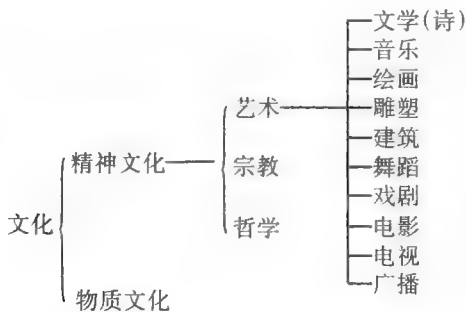 文学(诗)
音乐
绘画
艺术 雕塑
建筑
精神文化 宗教 舞蹈
戏剧
文化 哲学 电影
电视
广播
物质文化